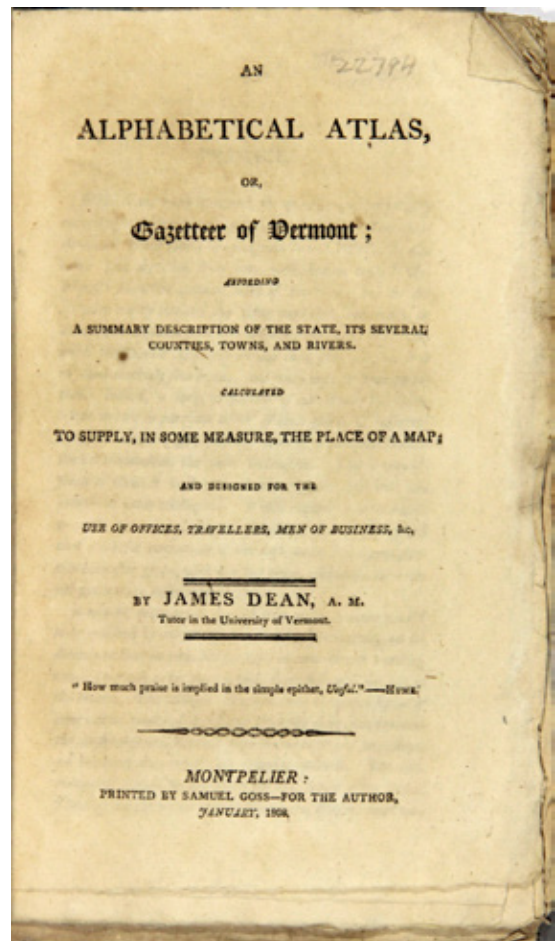 22794
AN
ALPHABETICAL ATLAS,
OR,
Gazetteer of Vermont;
AFFORDING
A SUMMARY DESCRIPTION OF THE STATE, ITS SEVERAL
COUNTIES, TOWNS, AND RIVERS.
CALCULATED
TO SUPPLY, IN SOME MEASURE, THE PLACE OF A MAP;
AND DESIGNED FOR THE
USE OF OFFICES, TRAVELLERS, MEN OF BUSINESS, &c,
BY JAMES DEAN, A. M.
Tutor in the University of Vermont.
"How much praise is implied in the simple epithet, Useful."—HUME.
MONTPELIER:
PRINTED BY SAMUEL GOSS—FOR THE AUTHOR,
JANUARY, 1808.